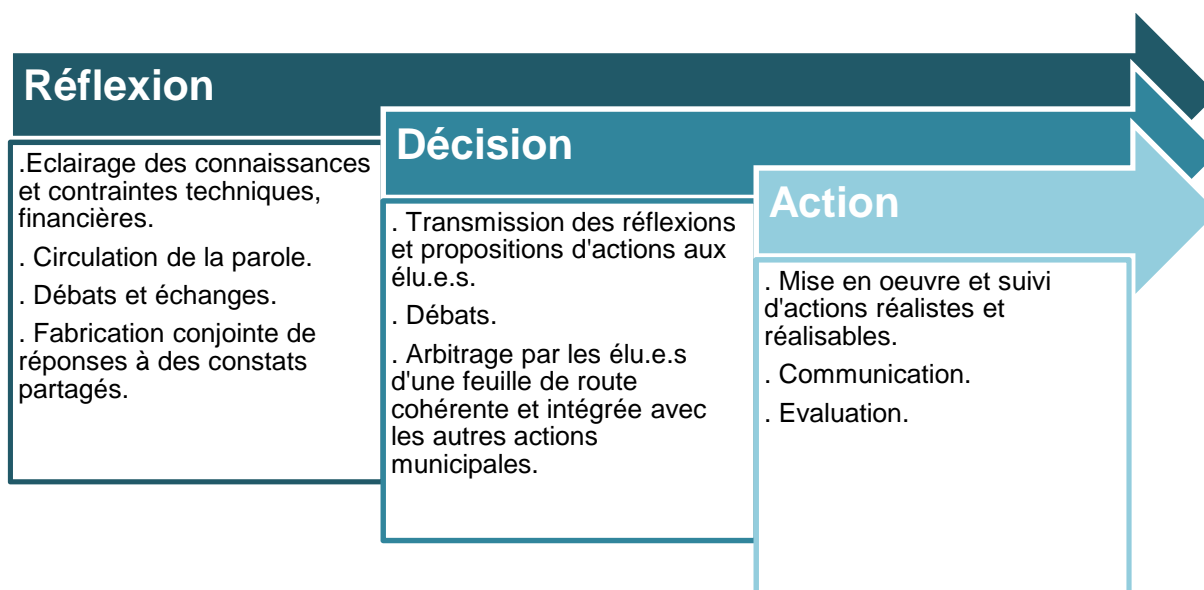 Réflexion
.Eclairage des connaissances
et contraintes techniques,
financières.
. Circulation de la parole.
. Débats et échanges.
. Fabrication conjointe de
réponses à des constats
partagés.
Décision
. Transmission des réflexions
et propositions d'actions aux
élu.e.s.
. Débats.
. Arbitrage par les élu.e.s
d'une feuille de route
cohérente et intégrée avec
les autres actions
municipales.
Action
. Mise en oeuvre et suivi
d'actions réalistes et
réalisables.
. Communication.
. Evaluation.